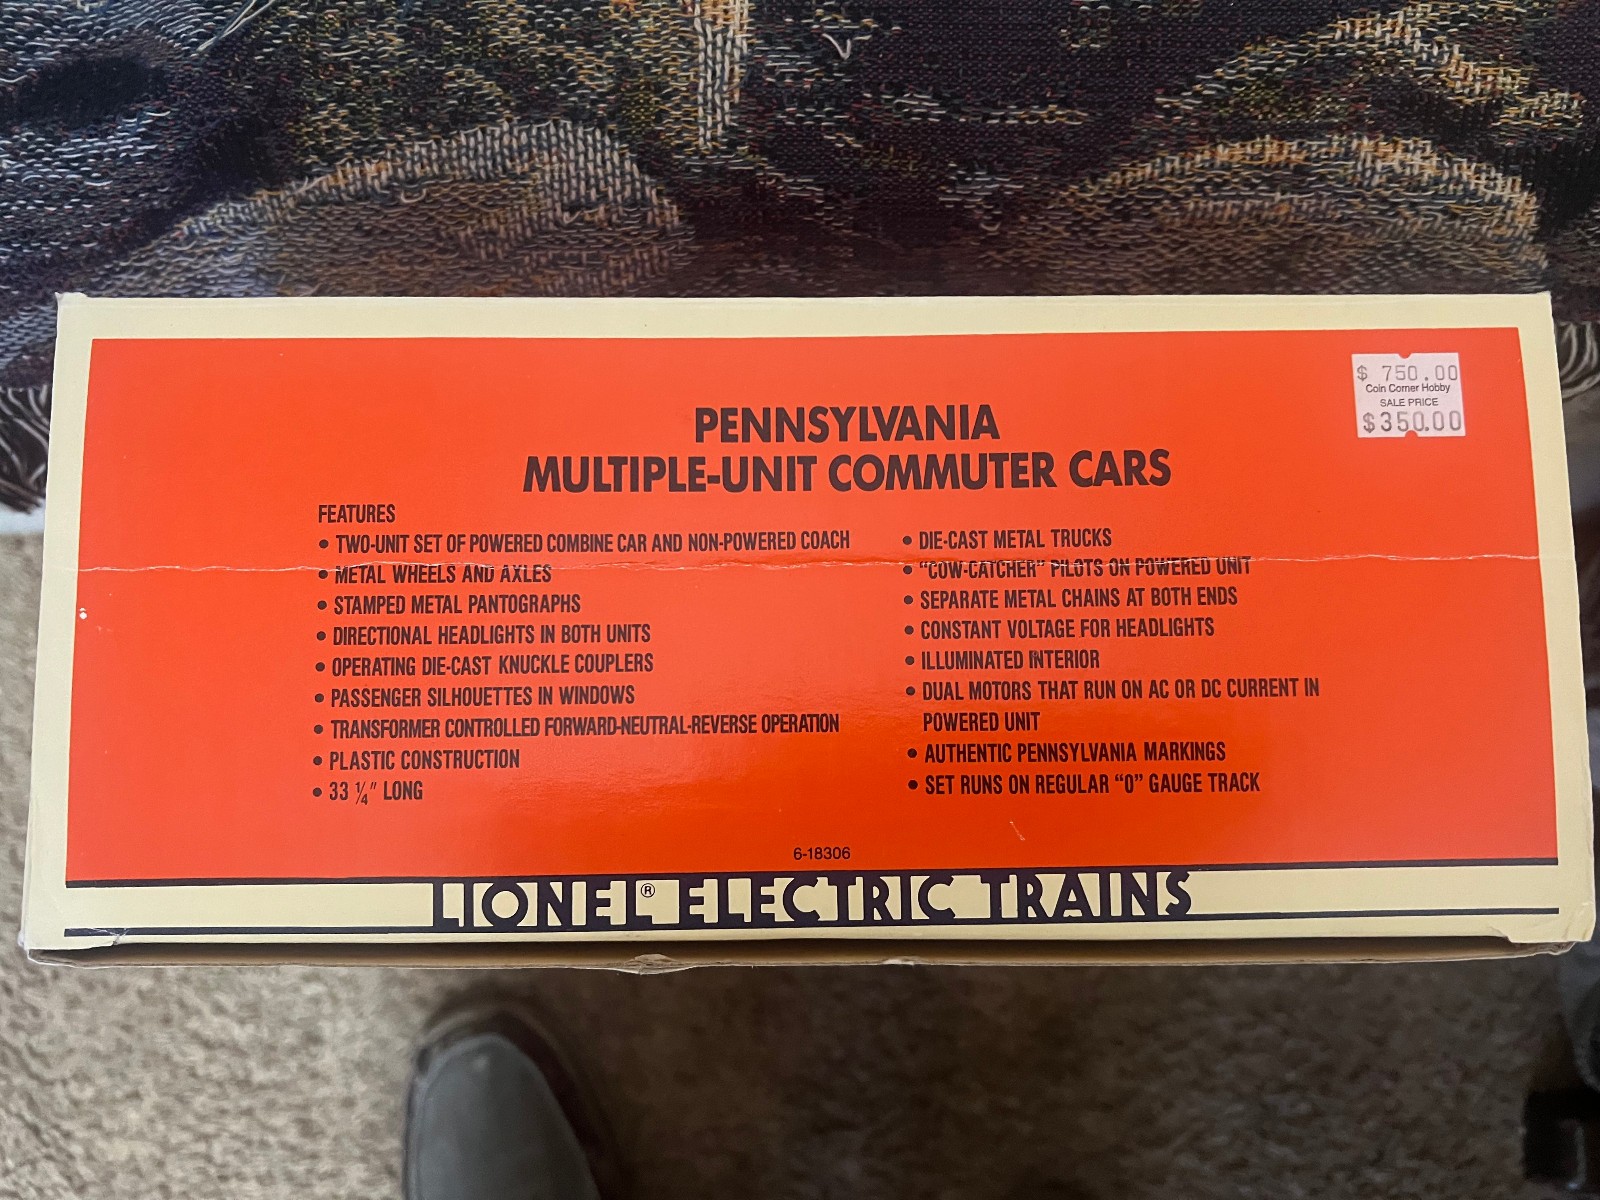 $ 750.00
Coin Corner Hobby
SALE PRICE
$350.00
PENNSYLVANIA
MULTIPLE-UNIT COMMUTER CARS
FEATURES
• TWO-UNIT SET OF POWERED COMBINE CAR AND NON-POWERED COACH
• METAL WHEELS AND AXLES
• STAMPED METAL PANTOGRAPHS
• DIRECTIONAL HEADLIGHTS IN BOTH UNITS
• OPERATING DIE-CAST KNUCKLE COUPLERS
• PASSENGER SILHOUETTES IN WINDOWS
• TRANSFORMER CONTROLLED FORWARD-NEUTRAL-REVERSE OPERATION
• PLASTIC CONSTRUCTION
• 33 1/4" LONG
• DIE-CAST METAL TRUCKS
• "COW-CATCHER" PILOTS ON POWERED UNIT
• SEPARATE METAL CHAINS AT BOTH ENDS
• CONSTANT VOLTAGE FOR HEADLIGHTS
• ILLUMINATED INTERIOR
• DUAL MOTORS THAT RUN ON AC OR DC CURRENT IN
POWERED UNIT
• AUTHENTIC PENNSYLVANIA MARKINGS
• SET RUNS ON REGULAR "O" GAUGE TRACK
6-18306
LIONEL® ELECTRIC TRAINS